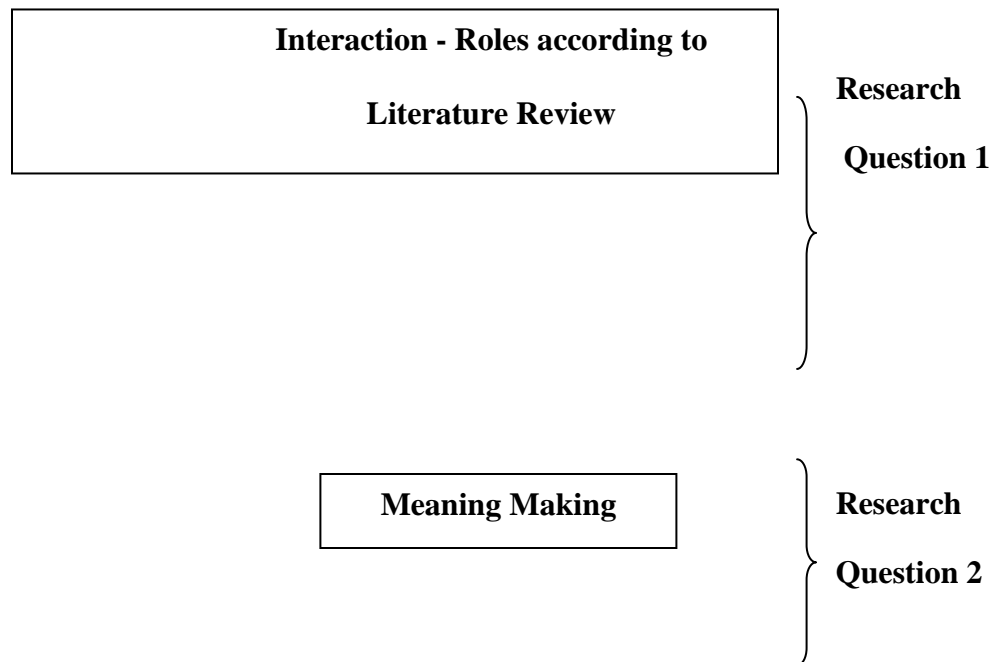 Interaction - Roles according to
Literature Review
Research
Question 1
Meaning Making
Research
Question 2